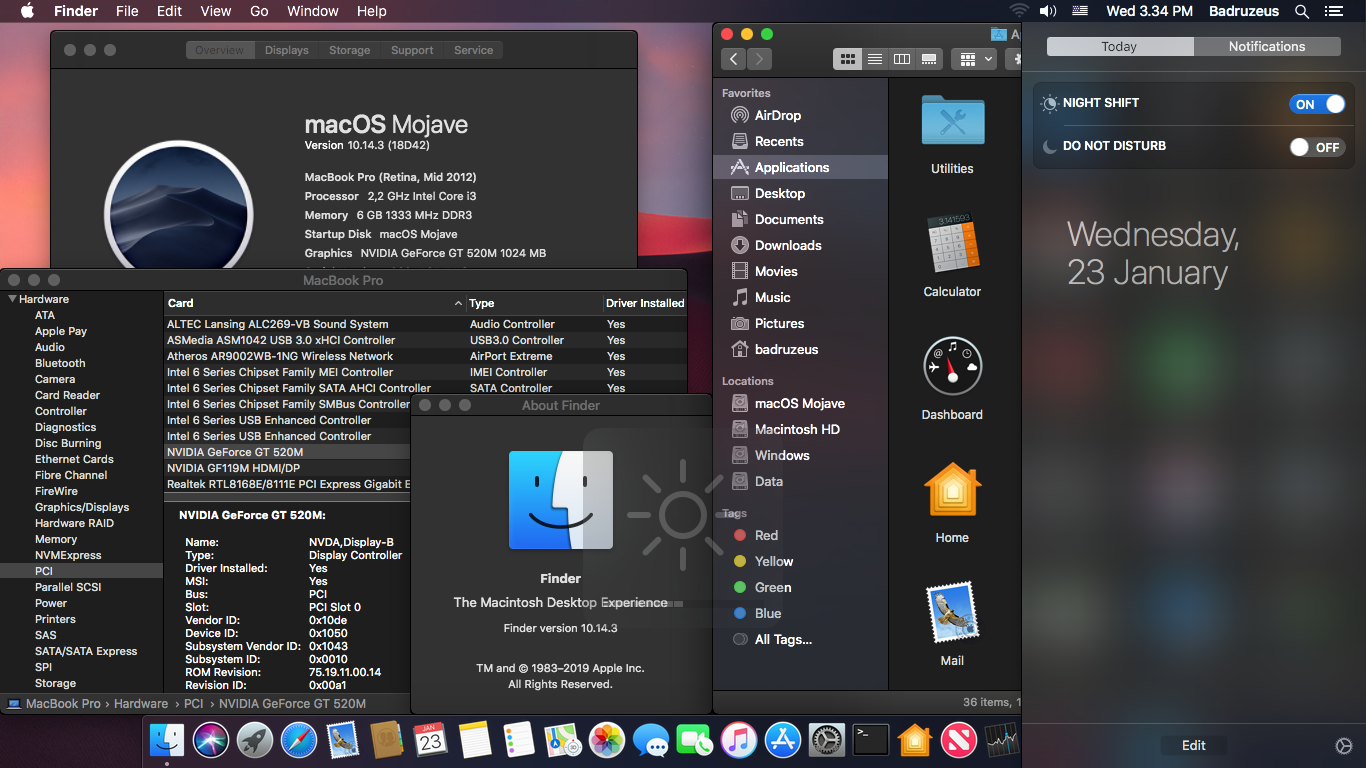 Finder File Edit View Go Window Help
Wed 3.34 PM Badruzeus
Overview Displays Storage Support Service
macOS Mojave
Version 10.14.3 (18D42)
MacBook Pro (Retina, Mid 2012)
Processor 2,2 GHz Intel Core i3
Memory 6 GB 1333 MHz DDR3
Startup Disk macOS Mojave
Graphics NVIDIA GeForce GT 520M 1024 MB
MacBook Pro
Hardware
ATA
Apple Pay
Audio
Bluetooth
Camera
Card Reader
Controller
Diagnostics
Disc Burning
Ethernet Cards
Fibre Channel
FireWire
Graphics/Displays
Hardware RAID
Memory
NVMExpress
PCI
Parallel SCSI
Power
Printers
SAS
SATA/SATA Express
SPI
Storage
Card Type Driver Installed
ALTEC Lansing ALC269-VB Sound System Audio Controller Yes
ASMedia ASM1042 USB 3.0 xHCI Controller USB3.0 Controller Yes
Atheros AR9002WB-1NG Wireless Network AirPort Extreme Yes
Intel 6 Series Chipset Family MEI Controller IMEI Controller Yes
Intel 6 Series Chipset Family SATA AHCI Controller SATA Controller Yes
Intel 6 Series Chipset Family SMBus Controller
Intel 6 Series USB Enhanced Controller
Intel 6 Series USB Enhanced Controller
NVIDIA GeForce GT 520M
NVIDIA GF119M HDMI/DP
Realtek RTL8168E/8111E PCI Express Gigabit E
NVIDIA GeForce GT 520M:
Name: NVDA,Display-B
Type: Display Controller
Driver Installed: Yes
MSI: Yes
Bus: PCI
Slot: PCI Slot 0
Vendor ID: 0x10de
Device ID: 0x1050
Subsystem Vendor ID: 0x1043
Subsystem ID: 0x0010
ROM Revision: 75.19.11.00.14
Revision ID: 0x00a1
MacBook Pro › Hardware › PCI › NVIDIA GeForce GT 520M
About Finder
Finder
The Macintosh Desktop Experience
Finder version 10.14.3
TM and © 1983–2019 Apple Inc.
All Rights Reserved.
A
Favorites
AirDrop
Recents
Applications
Desktop
Documents
Downloads
Movies
Music
Pictures
badruzeus
Locations
macOS Mojave
Macintosh HD
Windows
Data
Tags
Red
Yellow
Green
Blue
All Tags...
Utilities
3.141593
Calculator
Dashboard
Home
Mail
36 items, 1
Today Notifications
NIGHT SHIFT ON
DO NOT DISTURB OFF
Wednesday,
23 January
Edit
JAN
23